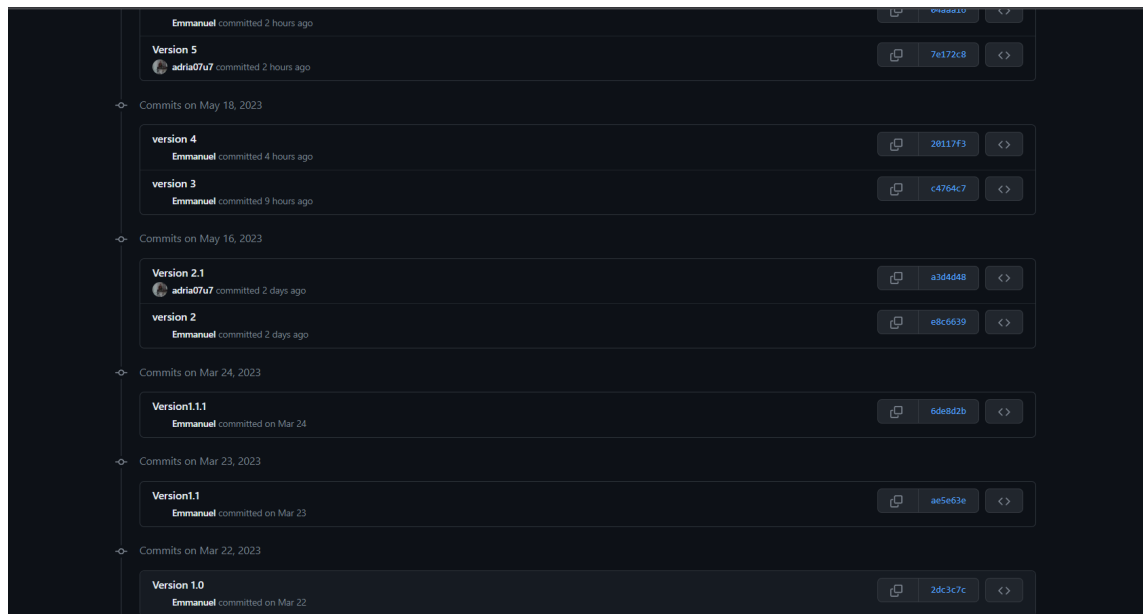 Emmanuel committed 2 hours ago
Version 5
7e172c8
adria07u7 committed 2 hours ago
Commits on May 18, 2023
version 4
20117f3
Emmanuel committed 4 hours ago
version 3
c4764c7
Emmanuel committed 9 hours ago
Commits on May 16, 2023
Version 2.1
a3d4d48
adria07u7 committed 2 days ago
version 2
e8c6639
Emmanuel committed 2 days ago
Commits on Mar 24, 2023
Version1.1.1
6de8d2b
Emmanuel committed on Mar 24
Commits on Mar 23, 2023
Version1.1
ae5e63e
Emmanuel committed on Mar 23
Commits on Mar 22, 2023
Version 1.0
2dc3c7c
Emmanuel committed on Mar 22